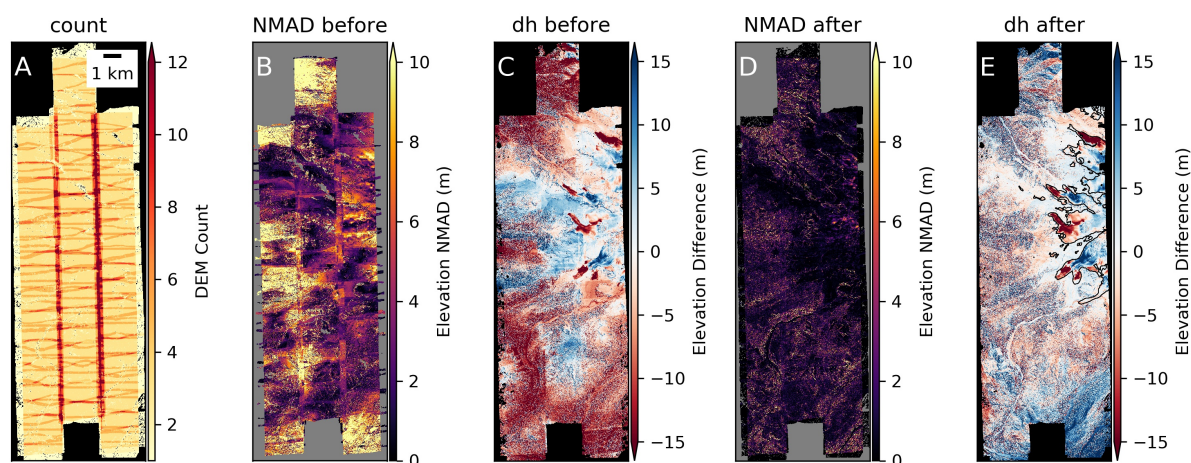 count
A
1 km
12
10
8
6
4
2
DEM Count
NMAD before
B
10
8
6
4
2
0
Elevation NMAD (m)
dh before
C
15
10
5
0
−5
−10
−15
Elevation Difference (m)
NMAD after
D
10
8
6
4
2
0
Elevation NMAD (m)
dh after
E
15
10
5
0
−5
−10
−15
Elevation Difference (m)